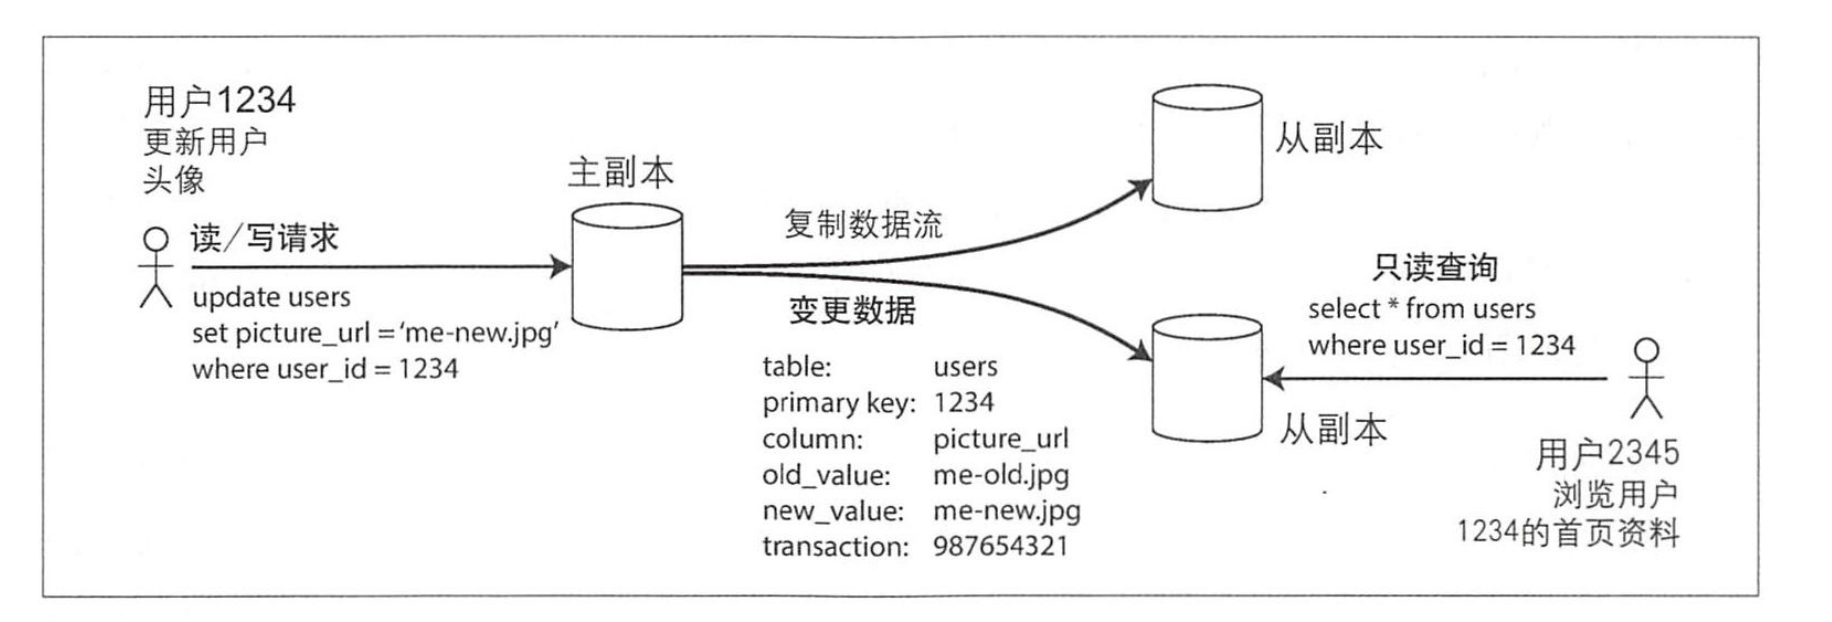 用户1234
更新用户
头像
读/写请求
update users
set picture_url = ‘me-new.jpg’
where user_id = 1234
主副本
复制数据流
变更数据
table: users
primary key: 1234
column: picture_url
old_value: me-old.jpg
new_value: me-new.jpg
transaction: 987654321
从副本
只读查询
select * from users
where user_id = 1234
从副本
用户2345
浏览用户
1234的首页资料